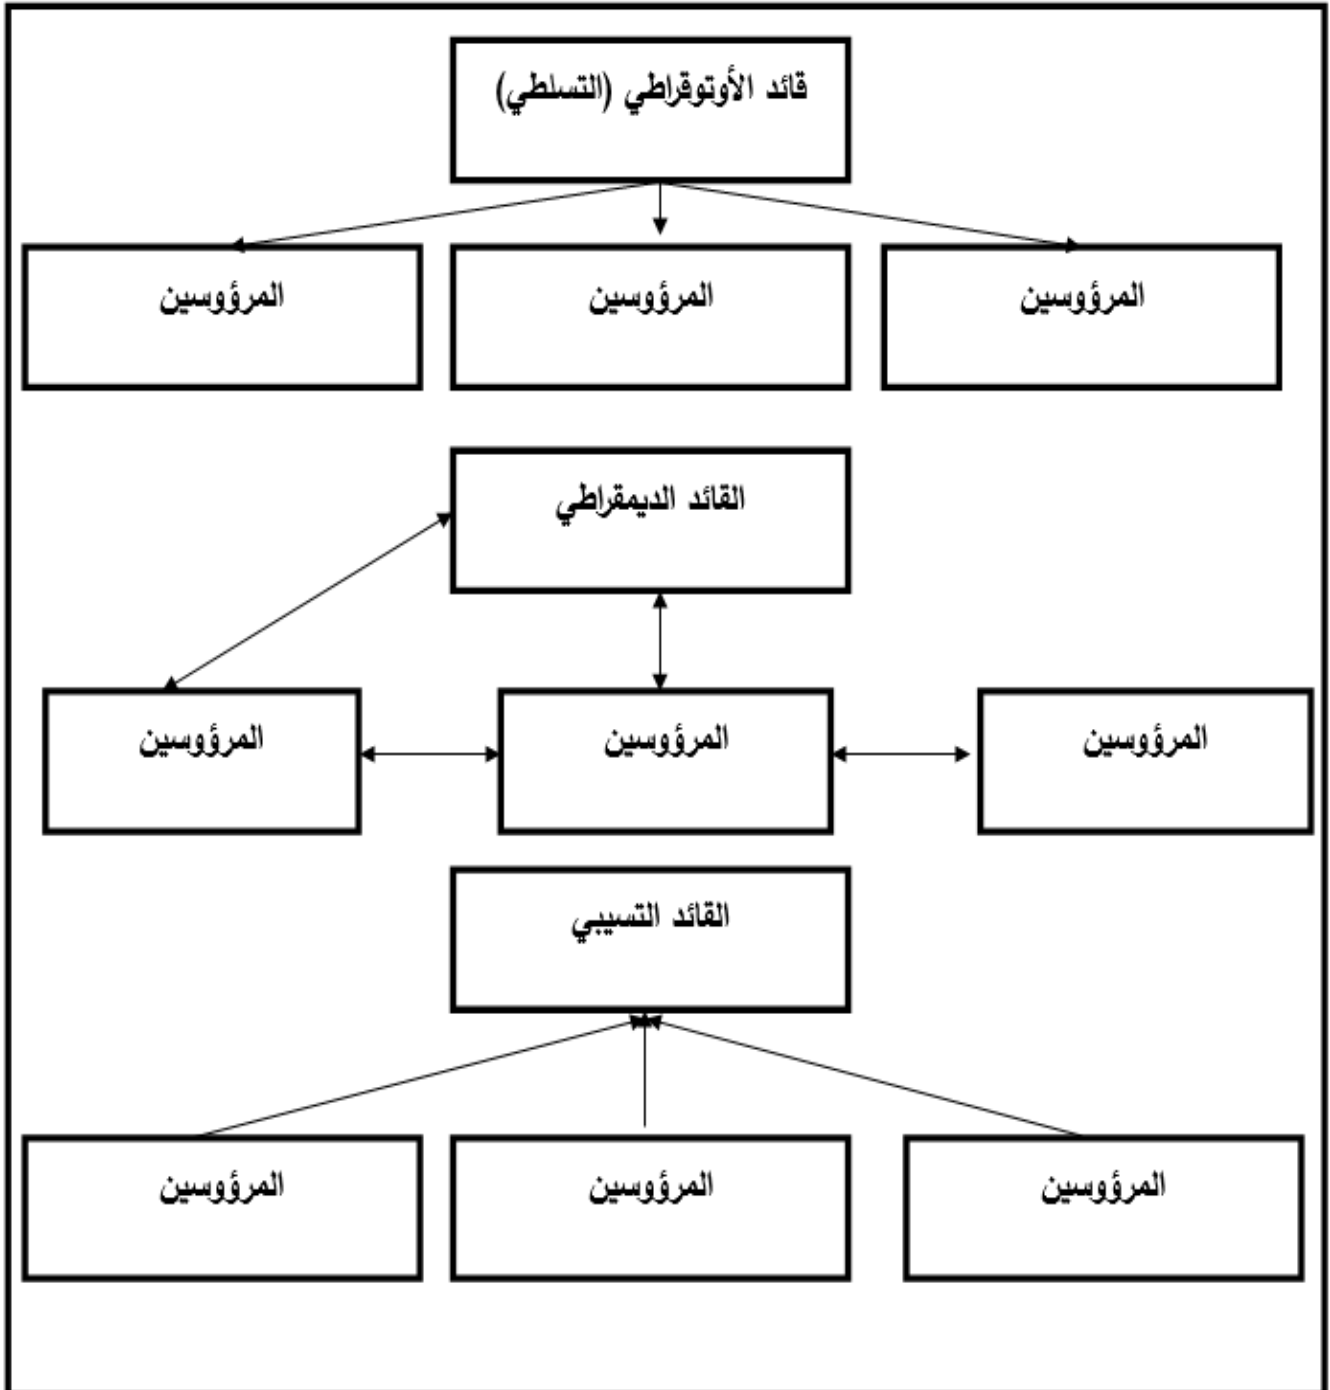 قائد الأوتوقراطي (التسلطي)
المرؤوسين
المرؤوسين
المرؤوسين
القائد الديمقراطي
المرؤوسين
المرؤوسين
المرؤوسين
القائد التسيبي
المرؤوسين
المرؤوسين
المرؤوسين